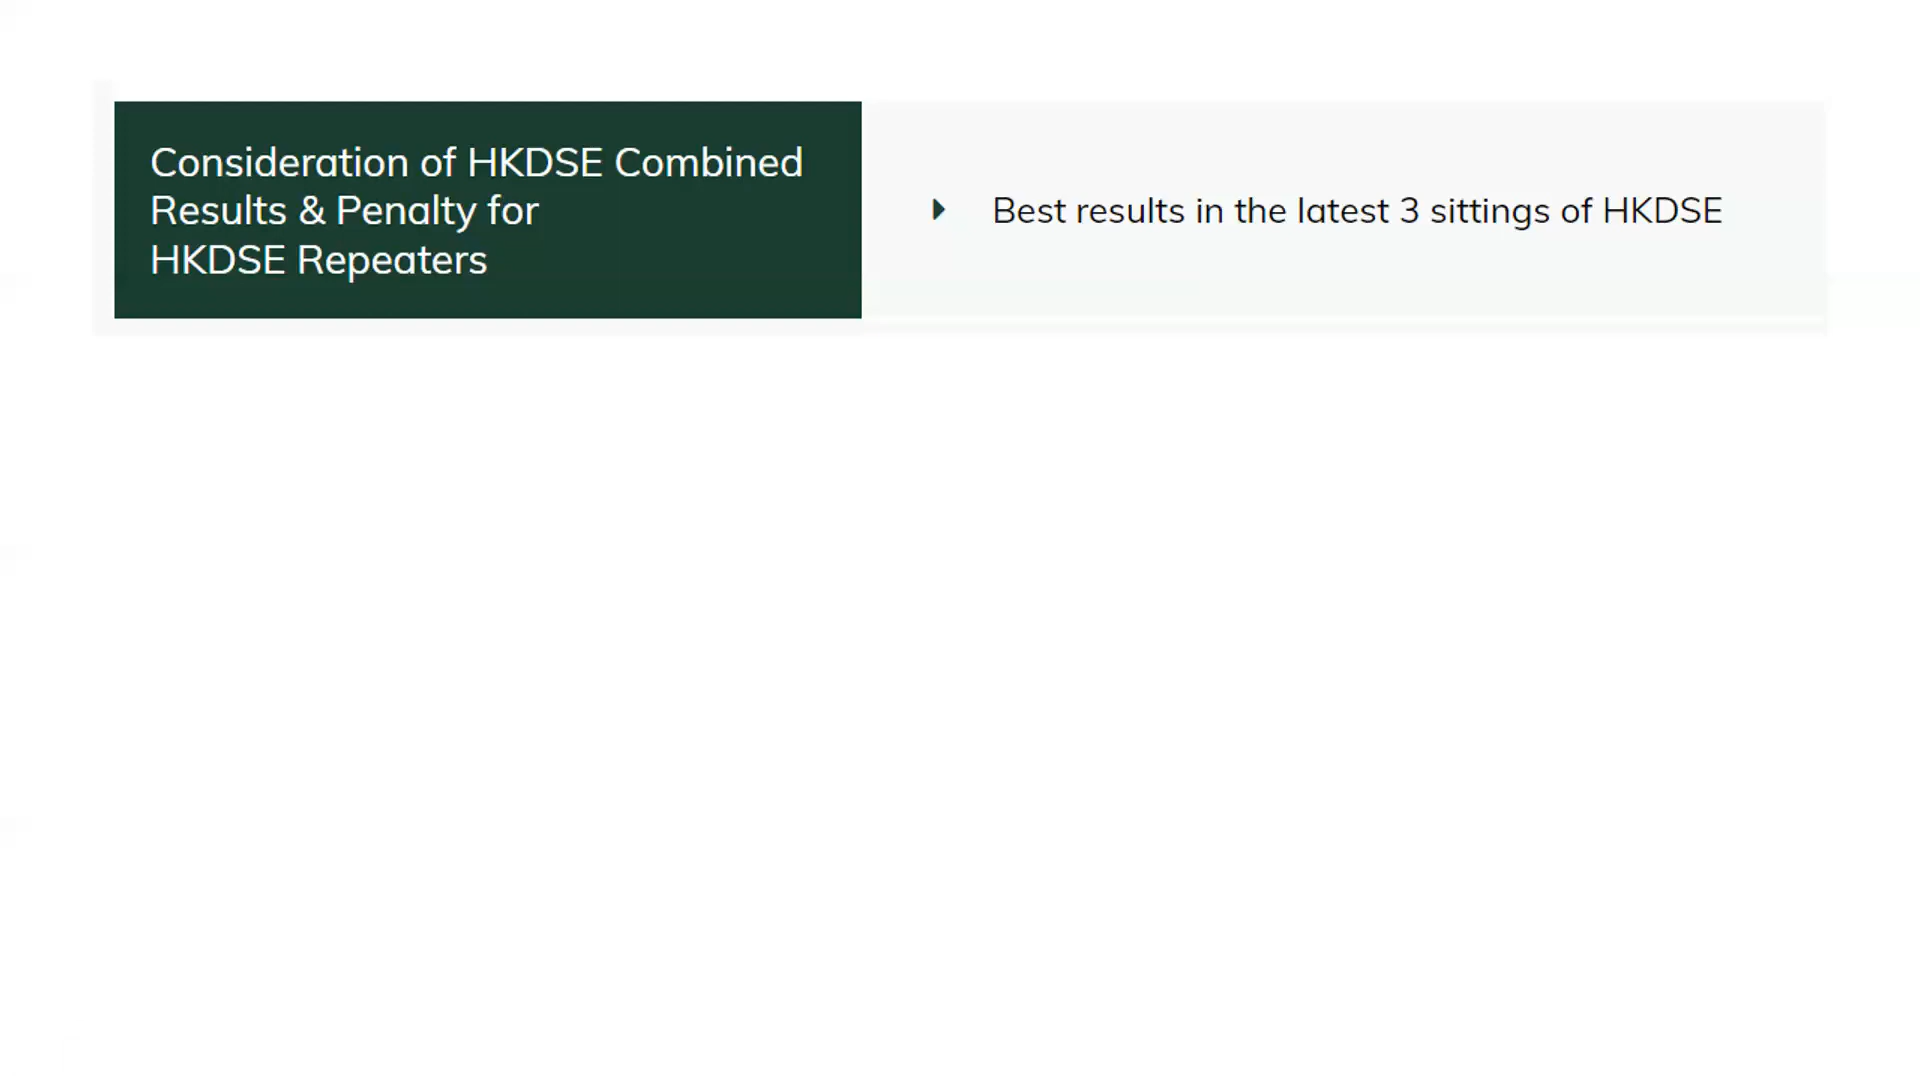 Consideration of HKDSE Combined
Results & Penalty for
HKDSE Repeaters
Best results in the latest 3 sittings of HKDSE